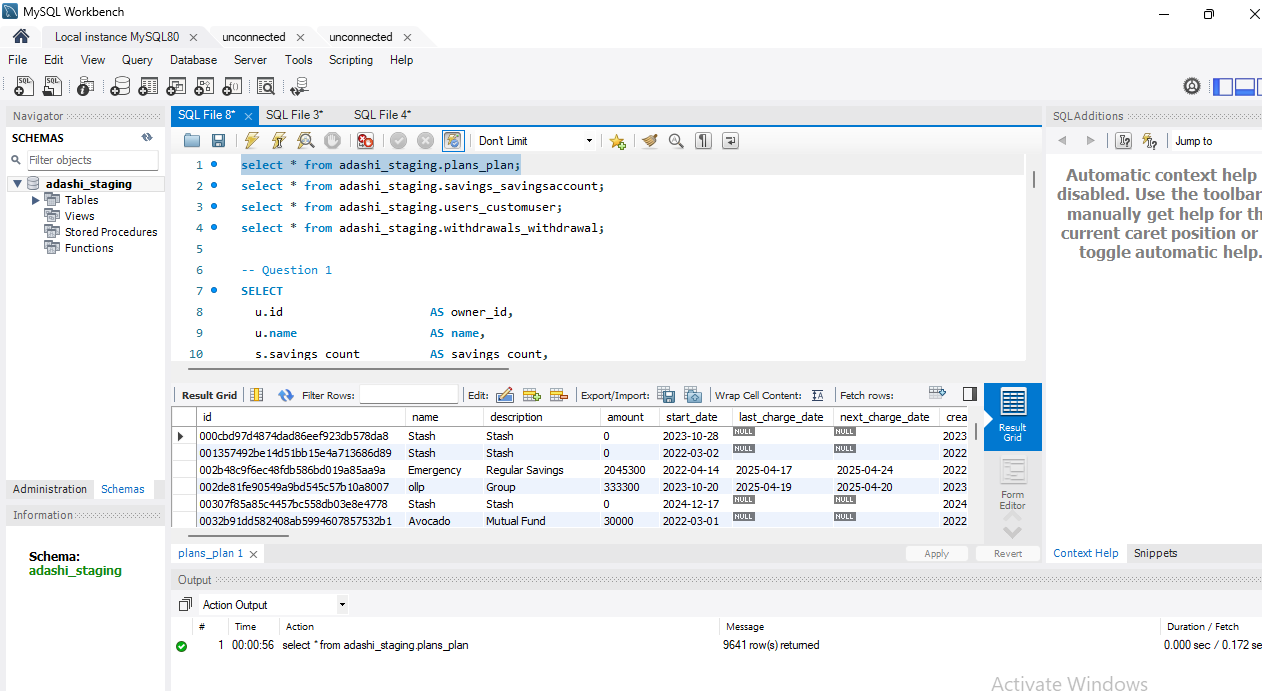 MySQL Workbench
Local instance MySQL80 unconnected unconnected
File Edit View Query Database Server Tools Scripting Help
Navigator
SCHEMAS
Filter objects
adashi_staging
Tables
Views
Stored Procedures
Functions
Administration Schemas
Information
Schema:
adashi_staging
SQL File 8* SQL File 3* SQL File 4*
Don't Limit
1 select * from adashi_staging.plans_plan;
2 select * from adashi_staging.savings_savingsaccount;
3 select * from adashi_staging.users_customuser;
4 select * from adashi_staging.withdrawals_withdrawal;
5
6 -- Question 1
7 SELECT
8 u.id AS owner_id,
9 u.name AS name,
10 s.savings_count AS savings_count,
Result Grid Filter Rows: Edit: Export/Import: Wrap Cell Content: Fetch rows:
id name description amount start_date last_charge_date next_charge_date crea
000cbd97d4874dad86eef923db578da8 Stash Stash 0 2023-10-28 NULL NULL 2023
001357492be14d51bb15e4a713686d89 Stash Stash 0 2022-03-02 NULL NULL 2022
002b48c9f6ec48fdb586bd019a85aa9a Emergency Regular Savings 2045300 2022-04-14 2025-04-17 2025-04-24 2022
002de81fe90549a9bd545c57b10a8007 ollp Group 333300 2023-10-20 2025-04-19 2025-04-20 2023
00307f85a85c4457bc558db03e8e4778 Stash Stash 0 2024-12-17 NULL NULL 2024
0032b91dd582408ab5994607857532b1 Avocado Mutual Fund 30000 2022-03-01 NULL NULL 2022
Result
Grid
Form
Editor
plans_plan 1 Apply Revert
Output
Action Output
# Time Action Message Duration / Fetch
1 00:00:56 select * from adashi_staging.plans_plan 9641 row(s) returned 0.000 sec / 0.172 se
SQLAdditions
Jump to
Automatic context help
disabled. Use the toolbar
manually get help for th
current caret position or
toggle automatic help.
Context Help Snippets
Activate Windows